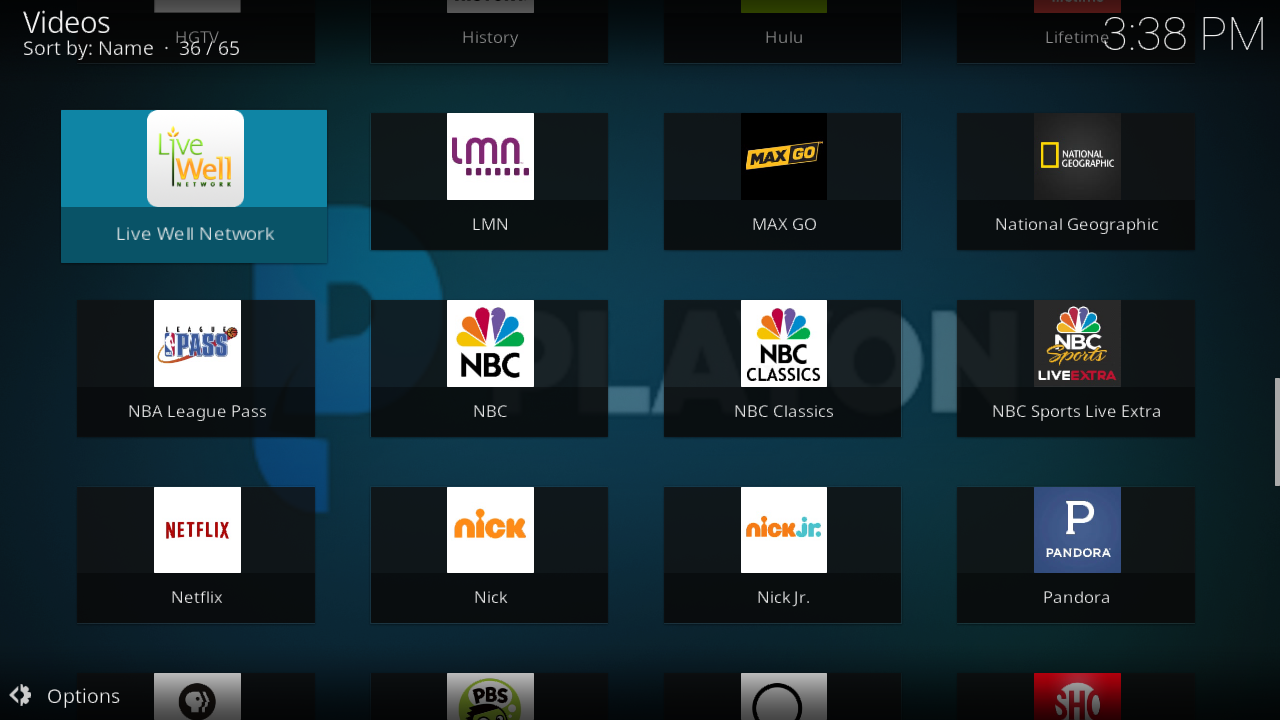 Videos
Sort by: Name · 36 / 65
3:38 PM
HGTV
History
Hulu
Lifetime
Live
Well
NETWORK
Live Well Network
lmn
LMN
MAX GO
MAX GO
NATIONAL
GEOGRAPHIC
National Geographic
LEAGUE
PASS
NBA League Pass
NBC
NBC
NBC
CLASSICS
NBC Classics
NBC
Sports
LIVEEXTRA
NBC Sports Live Extra
PLATON
NETFLIX
Netflix
nick
Nick
nickjr.
Nick Jr.
P
PANDORA
Pandora
PBS
SHO
Options